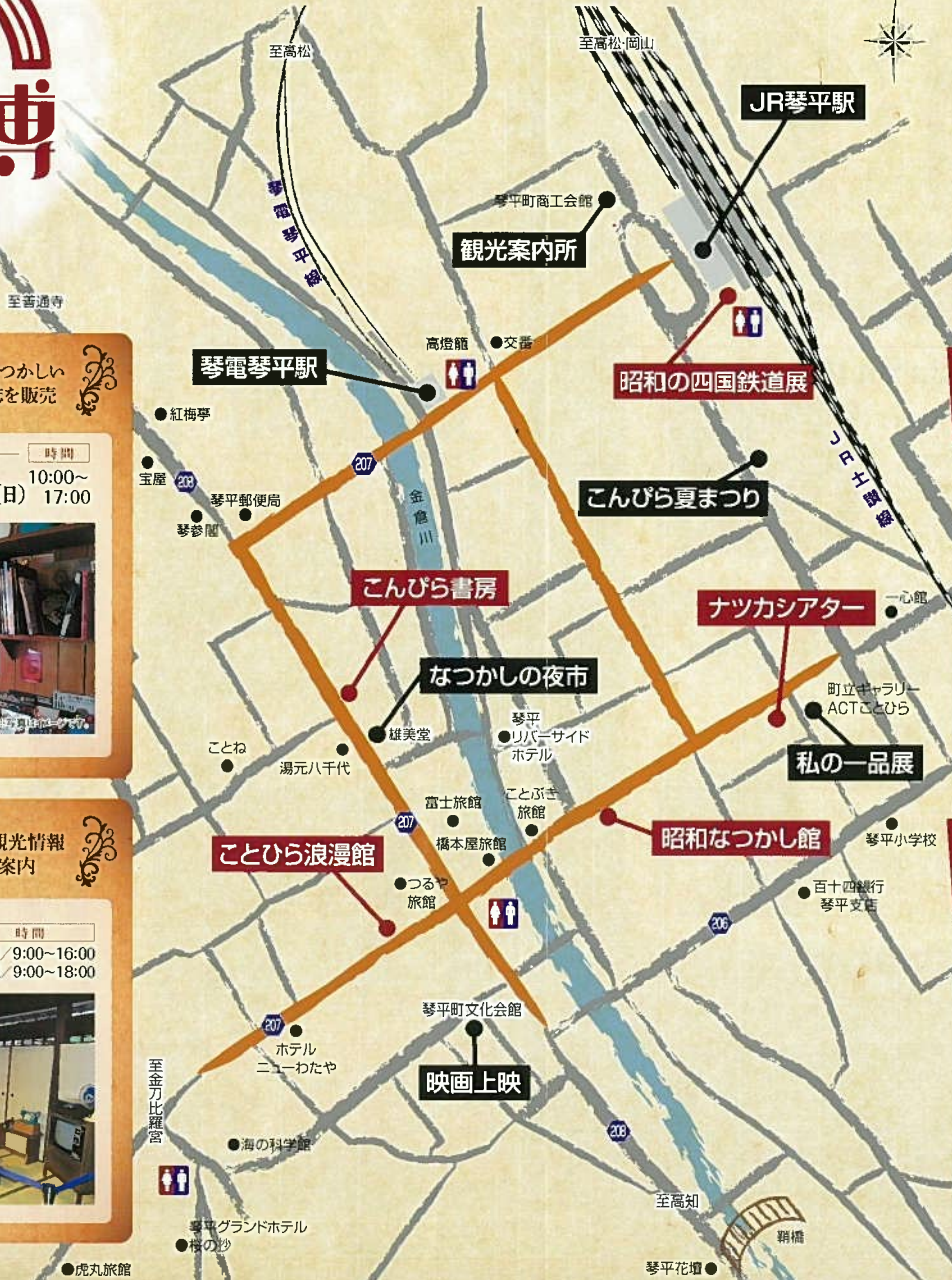 博
至高松
至高松・岡山
JR琴平駅
琴平電鉄琴平線
琴平町商工会館
観光案内所
至善通寺
高燈籠
交番
琴電琴平駅
昭和の四国鉄道展
つかしい
を販売
時間
10:00~
(日) 17:00
紅梅亭
宝屋
208
琴平郵便局
琴参閣
207
金倉川
こんぴら夏まつり
JR土讃線
こんぴら書房
ナツカシアター
一心館
なつかしの夜市
雄美堂
町立ギャラリー
ACTことひら
琴平
リバーサイド
ホテル
ことね
湯元八千代
私の一品展
写真はイメージです。
富士旅館
ことぶき
旅館
207
橋本屋旅館
昭和なつかし館
琴平小学校
観光情報
案内
ことひら浪漫館
つるや
旅館
百十四銀行
琴平支店
206
時間
/9:00~16:00
/9:00~18:00
琴平町文化会館
207
ホテル
ニューわたや
映画上映
至金刀比羅宮
208
海の科学館
至高知
琴平グランドホテル
桜の抄
鞘橋
虎丸旅館
琴平花壇